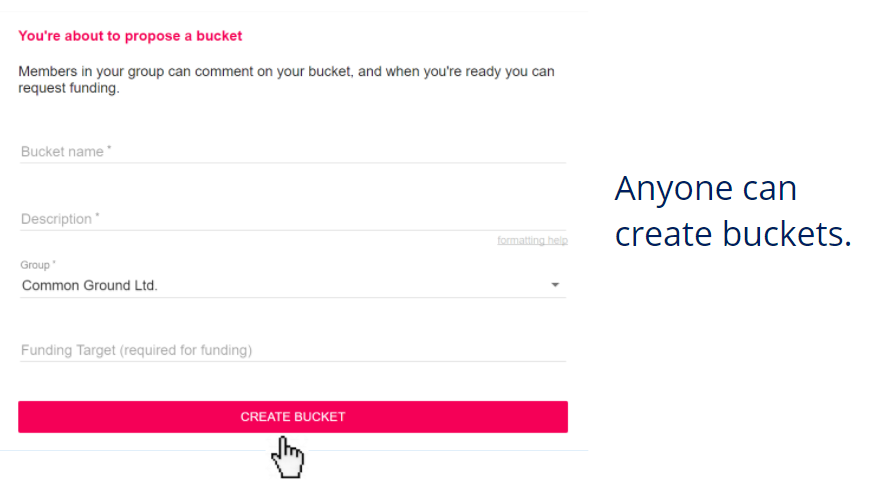 You're about to propose a bucket
Members in your group can comment on your bucket, and when you're ready you can
request funding.
Bucket name *
Description *
formatting help
Group *
Common Ground Ltd.
Funding Target (required for funding)
CREATE BUCKET
Anyone can
create buckets.